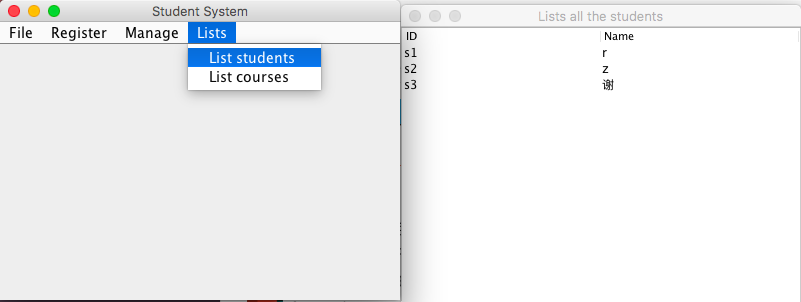 Student System
File Register Manage Lists
List students
List courses
Lists all the students
ID Name
s1 r
s2 z
s3 谢